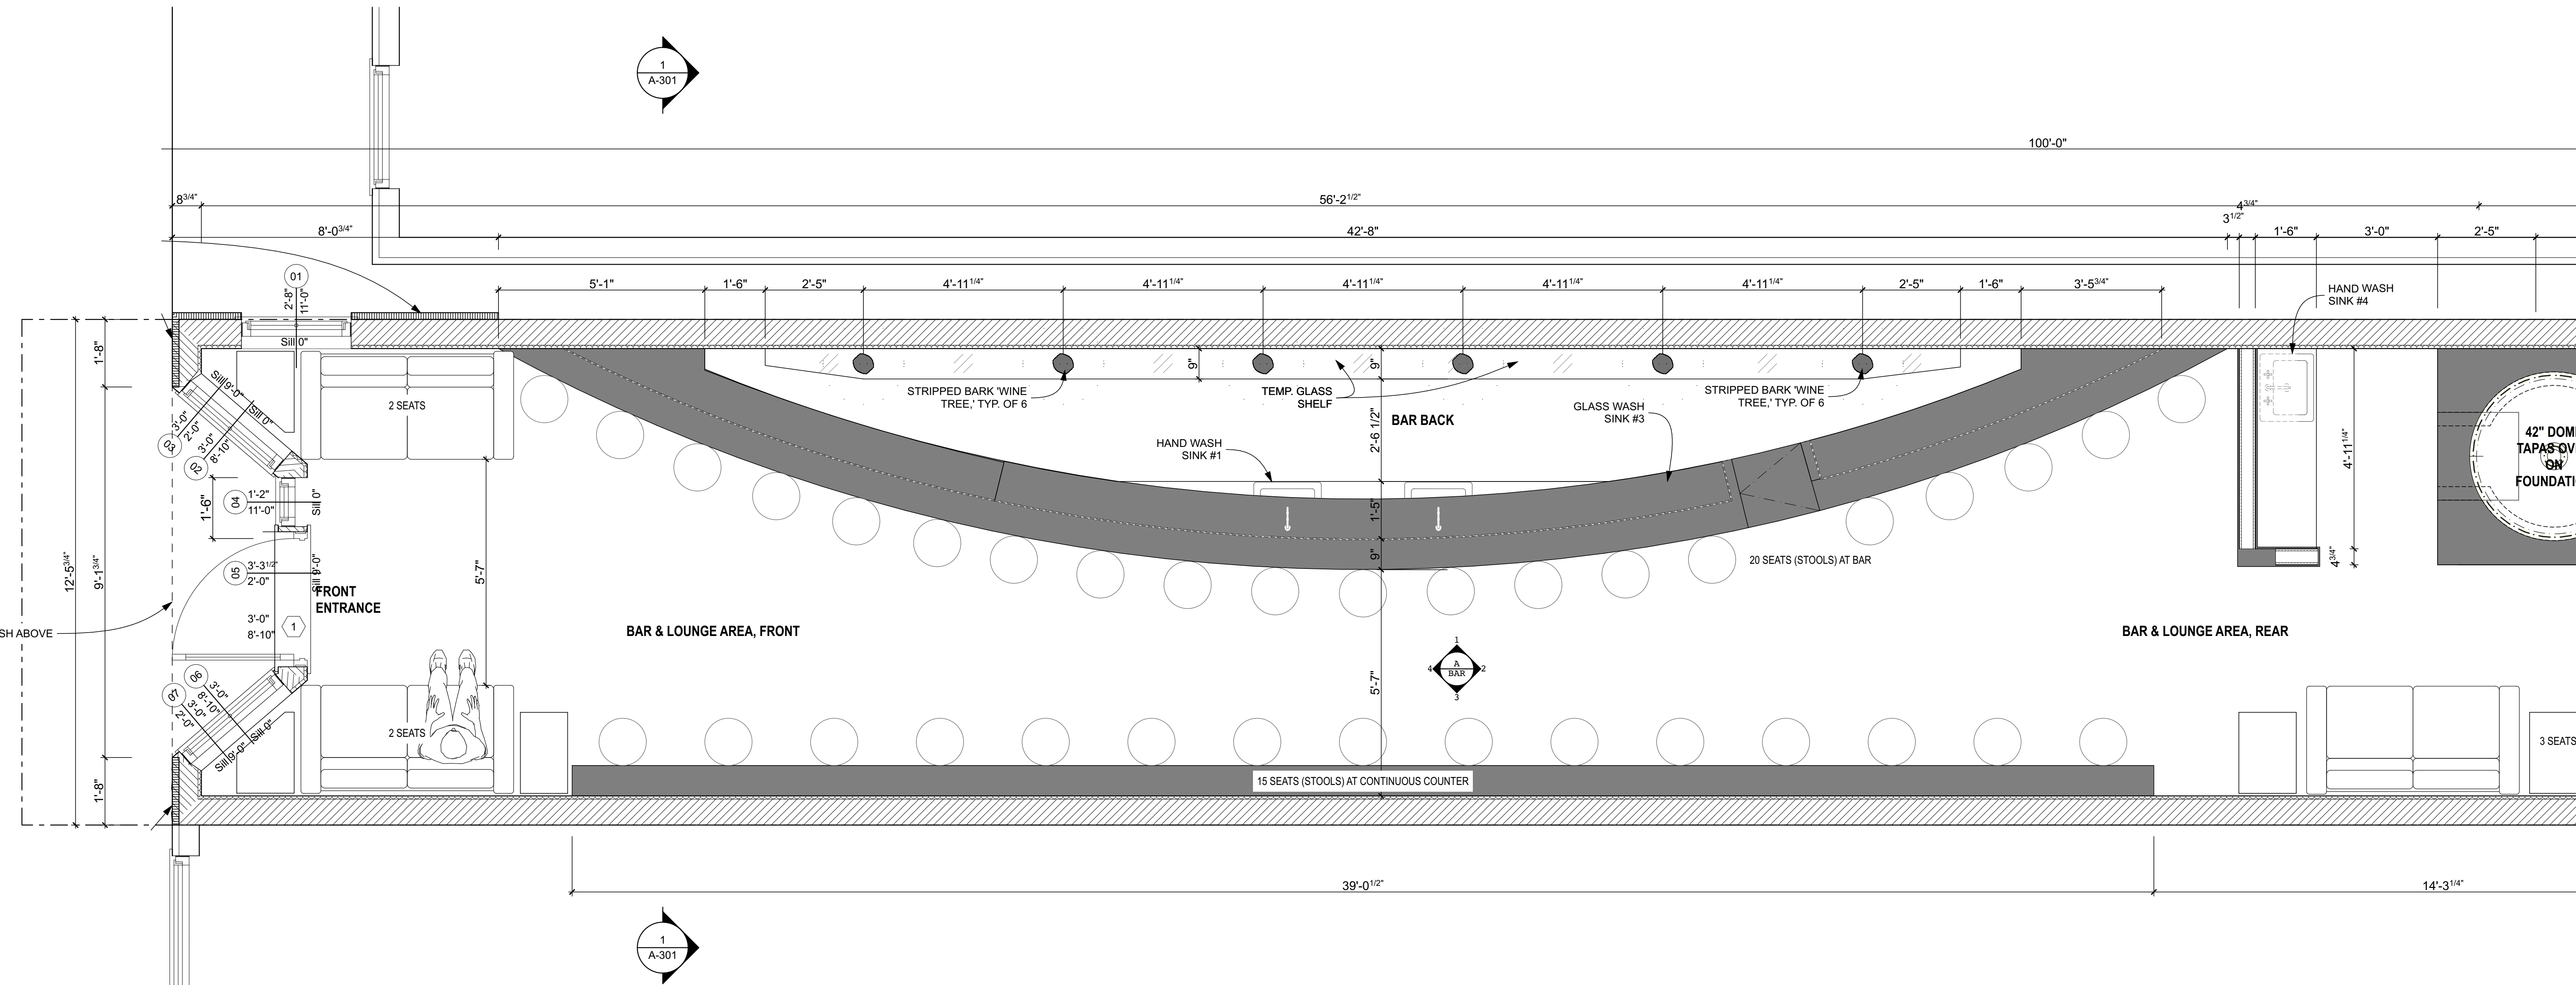 1
A-301
100'-0"
8 3/4"
56'-2 1/2"
4 3/4"
3 1/2"
8'-0 3/4"
42'-8"
1'-6"
3'-0"
2'-5"
01
2'-8"
11'-0"
5'-1"
1'-6"
2'-5"
4'-11 1/4"
4'-11 1/4"
4'-11 1/4"
4'-11 1/4"
4'-11 1/4"
2'-5"
1'-6"
3'-5 3/4"
HAND WASH
SINK #4
Sill 0"
1'-8"
9"
9"
STRIPPED BARK 'WINE
TREE,' TYP. OF 6
TEMP. GLASS
SHELF
STRIPPED BARK 'WINE
TREE,' TYP. OF 6
2 SEATS
Sill 9'-0"
Sill 0"
3'-0"
2'-0"
03
3'-0"
8'-10"
02
BAR BACK
2'-6 1/2"
GLASS WASH
SINK #3
HAND WASH
SINK #1
42" DOM
TAPAS OV
ON
FOUNDATI
4'-11 1/4"
4 3/4"
1'-6"
04
1'-2"
11'-0"
Sill 0"
1'-5"
9"
20 SEATS (STOOLS) AT BAR
12'-5 3/4"
9'-1 3/4"
05
3'-3 1/2"
2'-0"
Sill 9'-0"
5'-7"
FRONT
ENTRANCE
3'-0"
8'-10"
1
SH ABOVE
BAR & LOUNGE AREA, FRONT
BAR & LOUNGE AREA, REAR
1
4
A
BAR
2
3
5'-7"
06
3'-0"
8'-10"
07
3'-0"
2'-0"
Sill 0"
Sill 9'-0"
2 SEATS
3 SEATS
1'-8"
15 SEATS (STOOLS) AT CONTINUOUS COUNTER
39'-0 1/2"
14'-3 1/4"
1
A-301